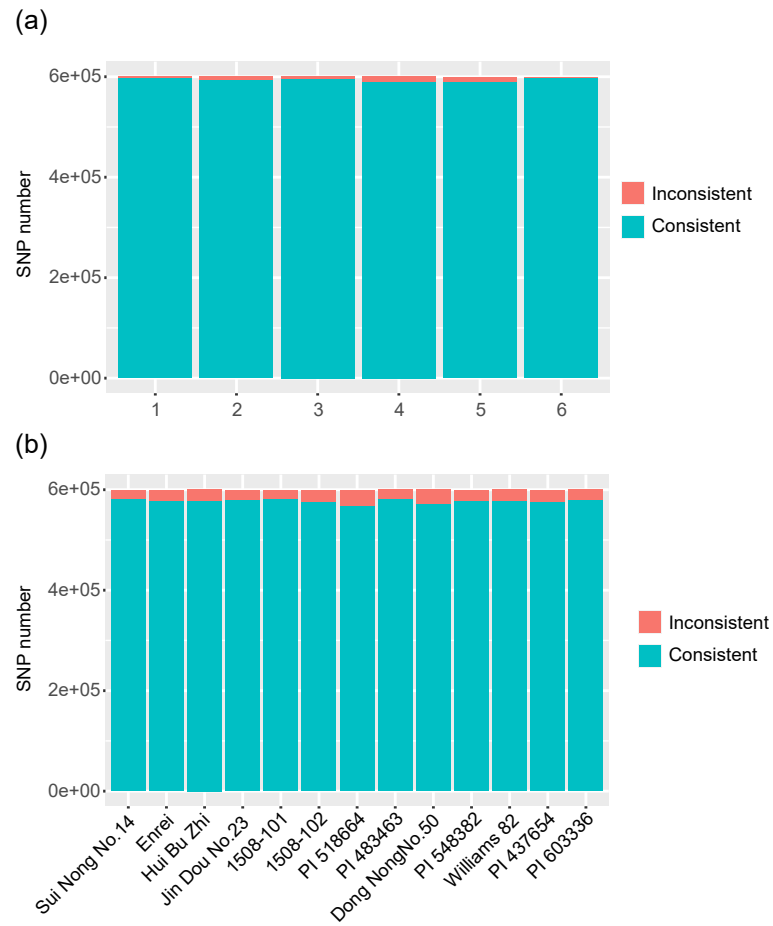 (a)
6e+05
4e+05
2e+05
0e+00
SNP number
1 2 3 4 5 6
Inconsistent
Consistent
(b)
6e+05
4e+05
2e+05
0e+00
SNP number
Sui Nong No.14
Enrei
Hui Bu Zhi
Jin Dou No.23
1508-101
1508-102
PI 518664
PI 483463
Dong NongNo.50
PI 548382
Williams 82
PI 437654
PI 603336
Inconsistent
Consistent